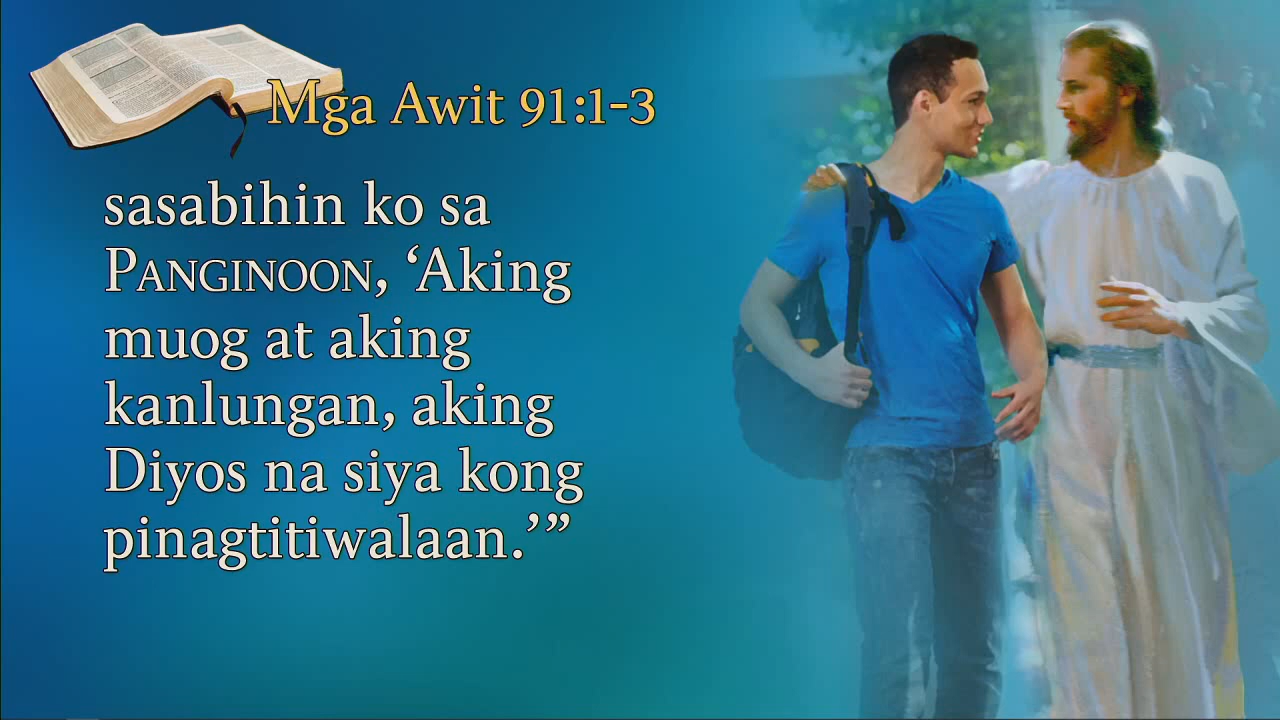 Mga Awit 91:1-3
sasabihin ko sa
PANGINOON, ‘Aking
muog at aking
kanlungan, aking
Diyos na siya kong
pinagtitiwalaan.’”